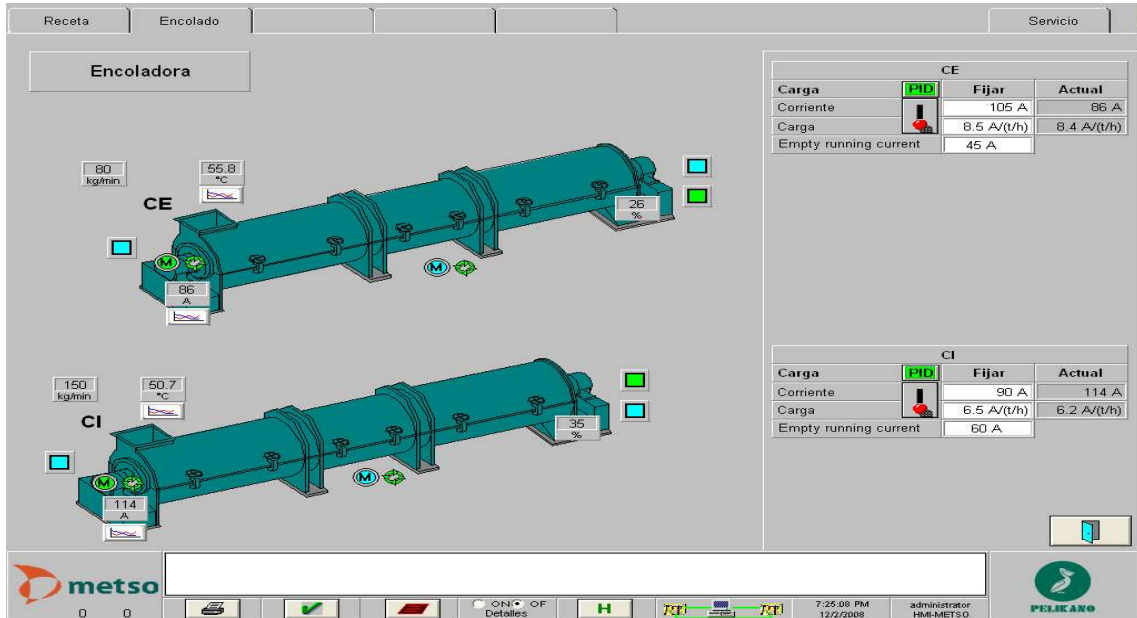 Receta Encolado Servicio
Encoladora
CE
Carga PID Fijar Actual
Corriente 105 A 86 A
Carga 8.5 A/(t/h) 8.4 A/(t/h)
Empty running current 45 A
80
kg/min
55.8
°C
CE
26
%
M
M
86
A
CI
Carga PID Fijar Actual
Corriente 90 A 114 A
Carga 6.5 A/(t/h) 6.2 A/(t/h)
Empty running current 60 A
150
kg/min
50.7
°C
CI
35
%
M
M
114
A
metso
0 0
ON OF
Detalles
H
7:25:08 PM
12/2/2008
administrator
HMI-METSO
PELIKANO